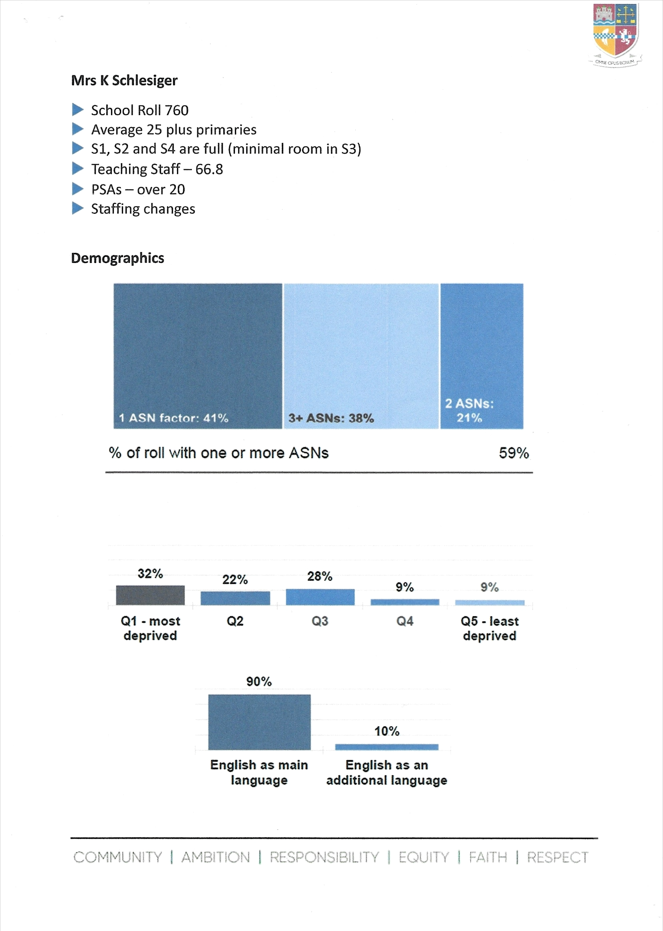 Mrs K Schlesiger
School Roll 760
Average 25 plus primaries
S1, S2 and S4 are full (minimal room in S3)
Teaching Staff – 66.8
PSAs – over 20
Staffing changes
Demographics
1 ASN factor: 41%
3+ ASNs: 38%
2 ASNs:
21%
% of roll with one or more ASNs 59%
32% 22% 28% 9% 9%
Q1 - most Q2 Q3 Q4 Q5 - least
deprived deprived
90% 10%
English as main English as an
language additional language
COMMUNITY | AMBITION | RESPONSIBILITY | EQUITY | FAITH | RESPECT